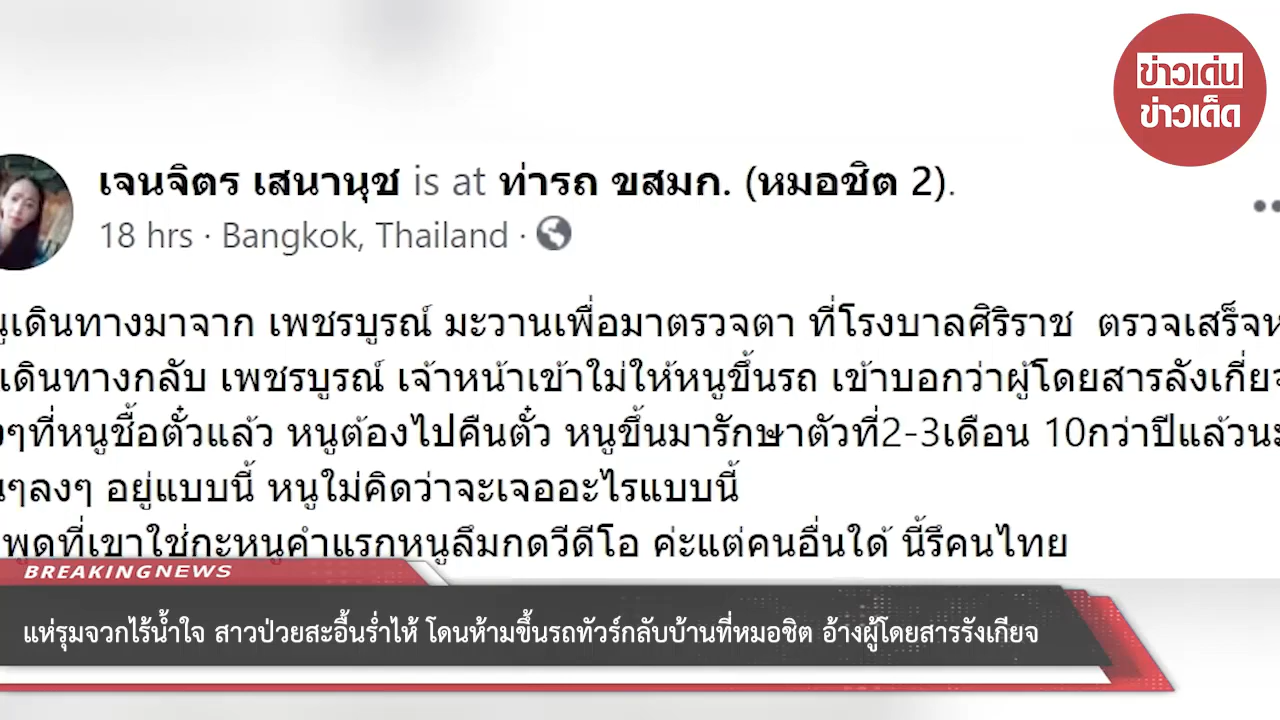 ข่าวเด่น
ข่าวเด็ด
เจนจิตร เสนานุช is at ท่ารถ ขสมก. (หมอชิต 2).
18 hrs · Bangkok, Thailand ·
เดินทางมาจาก เพชรบูรณ์ มะวานเพื่อมาตรวจตา ที่โรงบาลศิริราช ตรวจเสร็จ
เดินทางกลับ เพชรบูรณ์ เจ้าหน้าเข้าใม่ให้หนูขึ้นรถ เข้าบอกว่าผู้โดยสารลังเกี่ยจ
ๆที่หนูชื้อตั๋วแล้ว หนูต้องไปคืนตั๋ว หนูขึ้นมารักษาตัวที่2-3เดือน 10กว่าปีแล้ว
ๆลงๆ อยู่แบบนี้ หนูใม่คิดว่าจะเจออะไรแบบนี้
พูดที่เขาใช่กะหนูคำแรกหนูลืมกดวีดีโอ ค่ะแต่คนอื่นใด้ นี้รึคนไทย
BREAKING NEWS
แห่รุมจวกไร้น้ำใจ สาวป่วยสะอื้นร่ำไห้ โดนห้ามขึ้นรถทัวร์กลับบ้านที่หมอชิต อ้างผู้โดยสารรังเกียจ